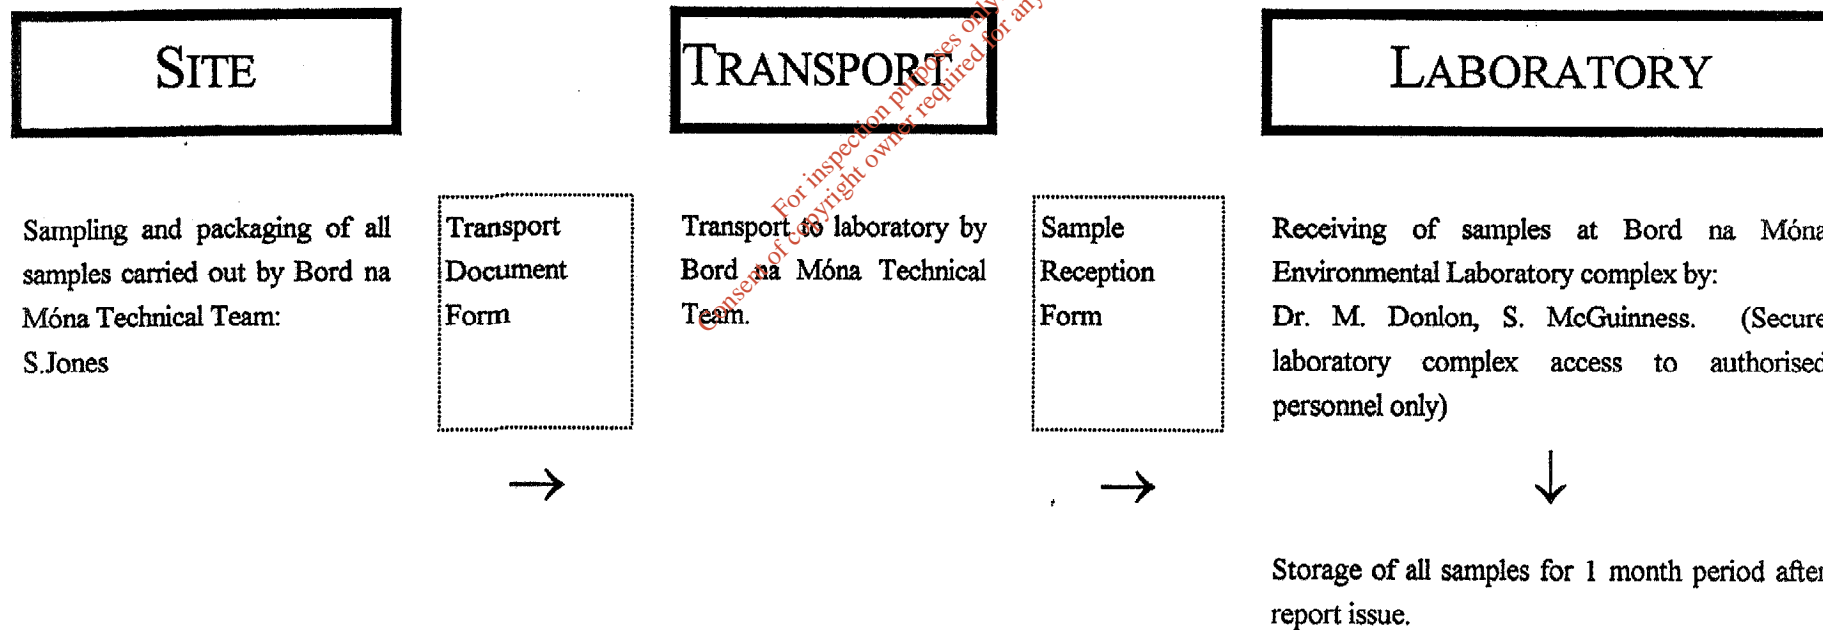 SITE
TRANSPORT
LABORATORY
Sampling and packaging of all
samples carried out by Bord na
Móna Technical Team:
S.Jones
Transport
Document
Form
Transport to laboratory by
Bord na Móna Technical
Team.
Sample
Reception
Form
Receiving of samples at Bord na Móna
Environmental Laboratory complex by:
Dr. M. Donlon, S. McGuinness. (Secure
laboratory complex access to authorised
personnel only)
→
→
↓
Storage of all samples for 1 month period after
report issue.
For inspection purposes only
Consent of copyright owner required for any